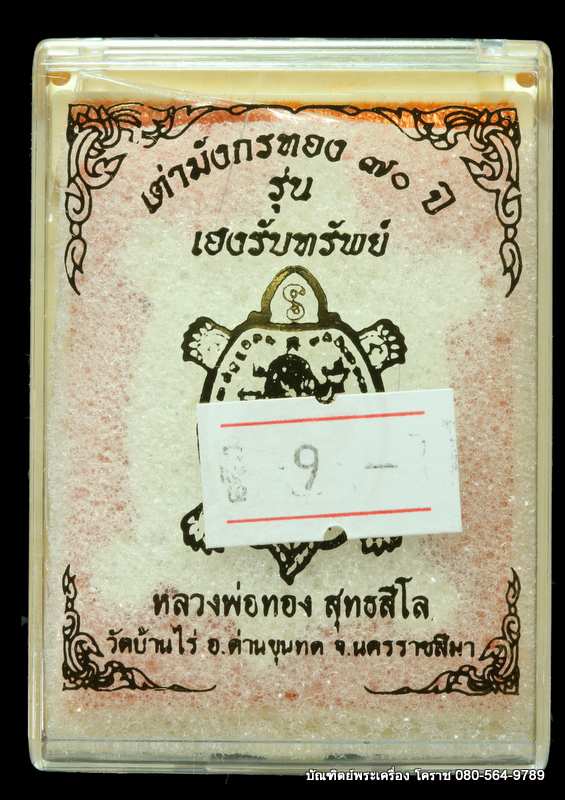 เต่ามังกรทอง ๗๐ ปี
รุ่น
เฮงรับทรัพย์
9 -
หลวงพ่อทอง สุทธสีโล
วัดบ้านไร่ อ.ด่านขุนทด จ.นครราชสีมา
บัณฑิตย์พระเครื่อง โคราช 080-564-9789